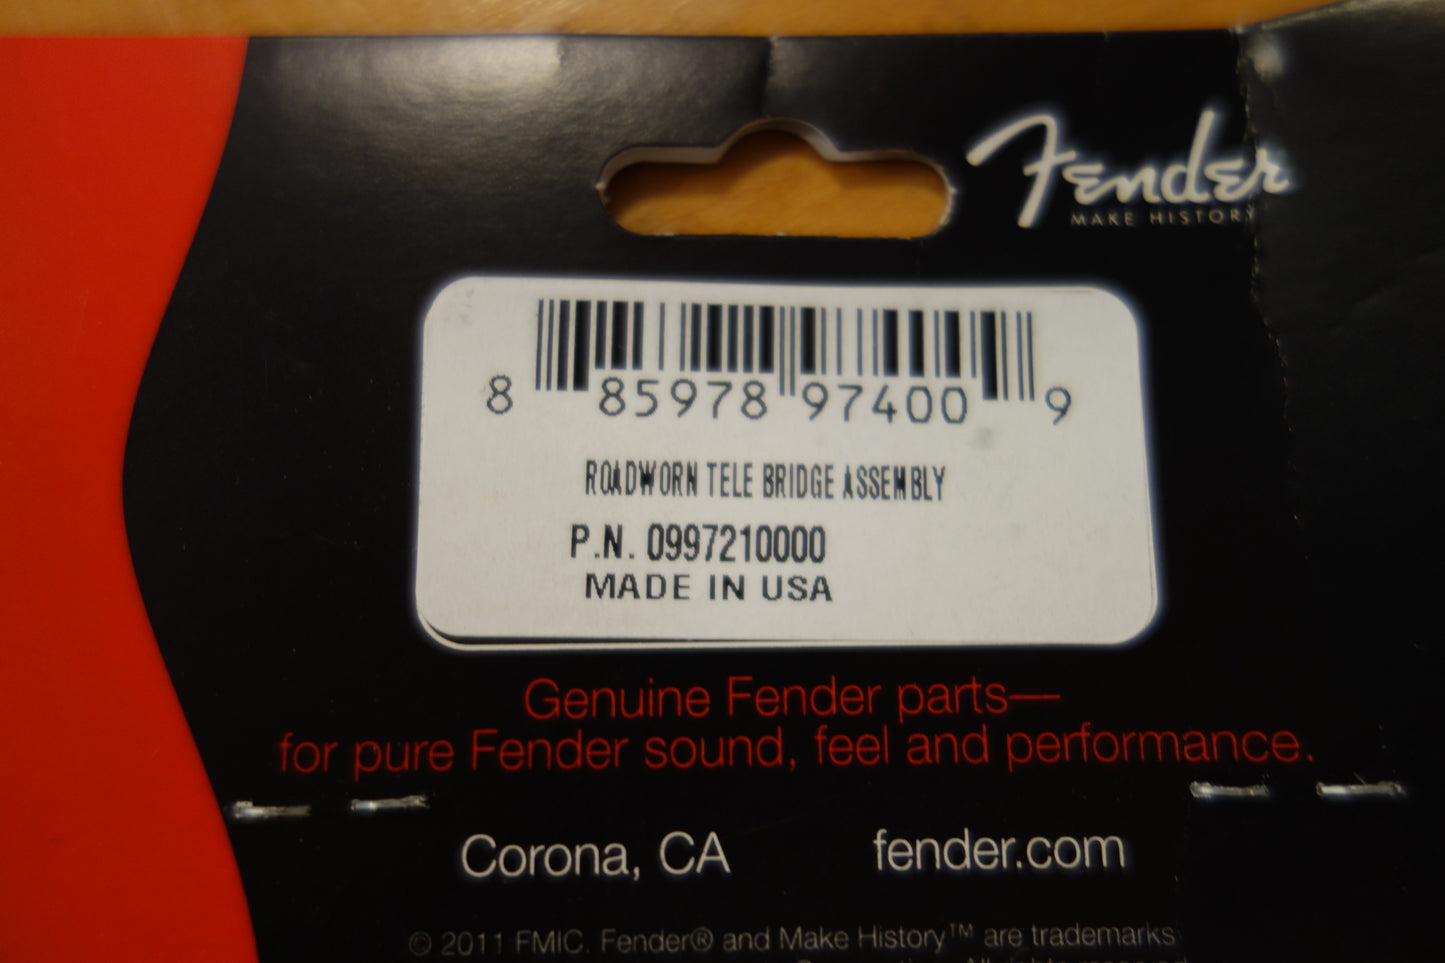 Fender
MAKE HISTORY
8 85978 97400 9
ROADWORN TELE BRIDGE ASSEMBLY
P.N. 0997210000
MADE IN USA
Genuine Fender parts—
for pure Fender sound, feel and performance.
Corona, CA fender.com
© 2011 FMIC. Fender® and Make History™ are trademarks